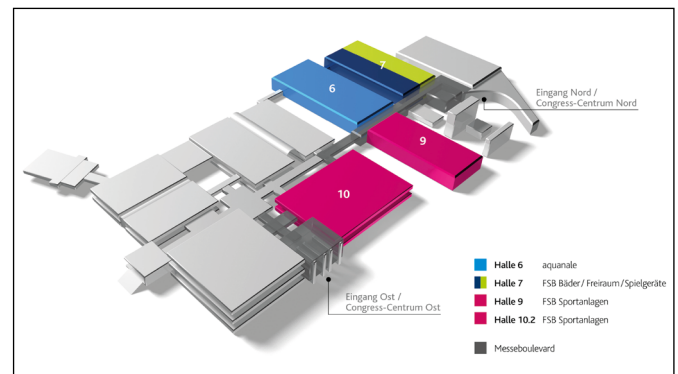 7
6
Eingang Nord /
Congress-Centrum Nord
9
10
Halle 6 aquanale
Halle 7 FSB Bäder / Freiraum / Spielgeräte
Halle 9 FSB Sportanlagen
Halle 10.2 FSB Sportanlagen
Messeboulevard
Eingang Ost /
Congress-Centrum Ost